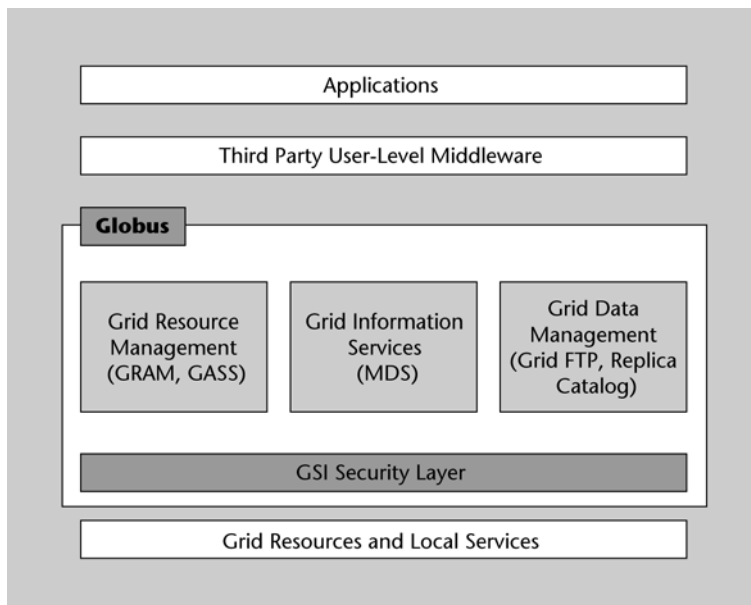 Applications
Third Party User-Level Middleware
Globus
Grid Resource
Management
(GRAM, GASS)
Grid Information
Services
(MDS)
Grid Data
Management
(Grid FTP, Replica
Catalog)
GSI Security Layer
Grid Resources and Local Services